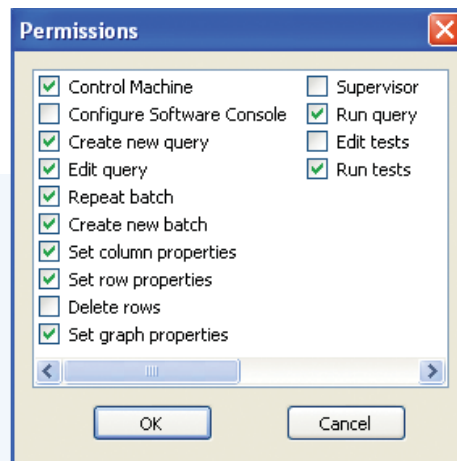 Permissions
Control Machine
Configure Software Console
Create new query
Edit query
Repeat batch
Create new batch
Set column properties
Set row properties
Delete rows
Set graph properties
Supervisor
Run query
Edit tests
Run tests
OK
Cancel